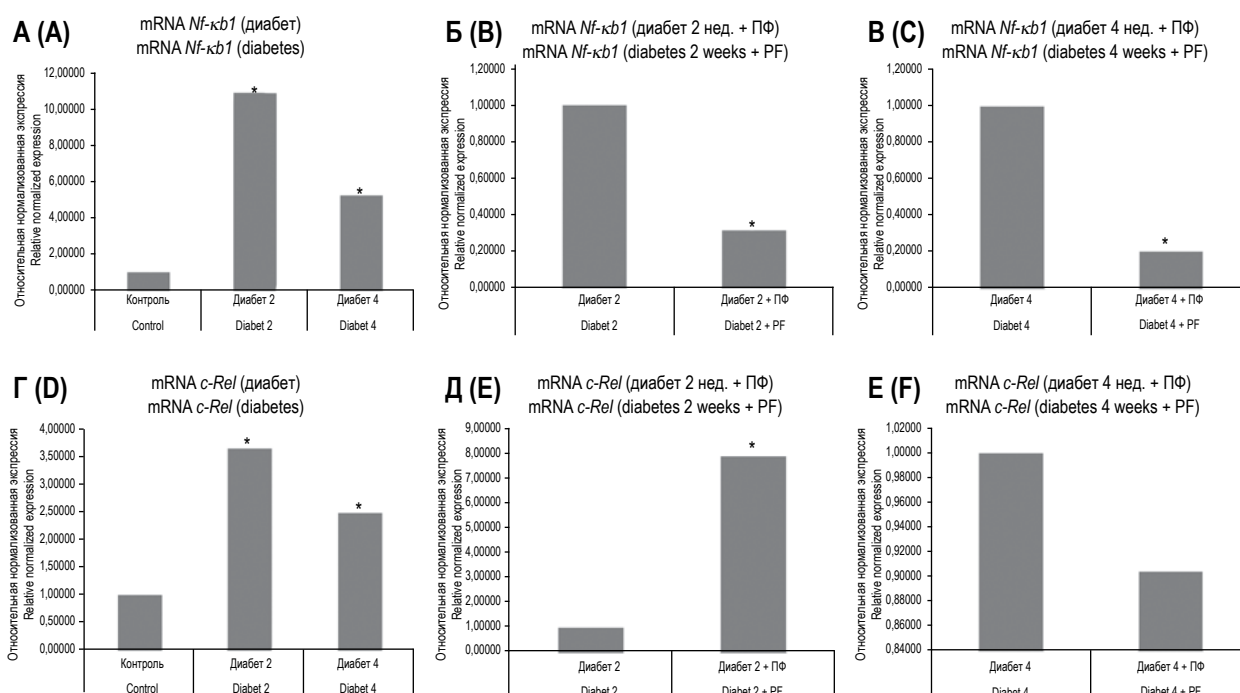 А (A)
mRNA Nf-κb1 (диабет)
mRNA Nf-κb1 (diabetes)
Относительная нормализованная экспрессия
Relative normalized expression
12,00000
10,00000
8,00000
6,00000
4,00000
2,00000
0,00000
*
*
Контроль
Диабет 2
Диабет 4
Control
Diabet 2
Diabet 4
Б (B)
mRNA Nf-κb1 (диабет 2 нед. + ПФ)
mRNA Nf-κb1 (diabetes 2 weeks + PF)
Относительная нормализованная экспрессия
Relative normalized expression
1,20000
1,00000
0,80000
0,60000
0,40000
0,20000
0,00000
*
Диабет 2
Диабет 2 + ПФ
Diabet 2
Diabet 2 + PF
В (C)
mRNA Nf-κb1 (диабет 4 нед. + ПФ)
mRNA Nf-κb1 (diabetes 4 weeks + PF)
Относительная нормализованная экспрессия
Relative normalized expression
1,20000
1,00000
0,80000
0,60000
0,40000
0,20000
0,00000
*
Диабет 4
Диабет 4 + ПФ
Diabet 4
Diabet 4 + PF
Г (D)
mRNA c-Rel (диабет)
mRNA c-Rel (diabetes)
Относительная нормализованная экспрессия
Relative normalized expression
4,00000
3,50000
3,00000
2,50000
2,00000
1,50000
1,00000
0,50000
0,00000
*
*
Контроль
Диабет 2
Диабет 4
Control
Diabet 2
Diabet 4
Д (E)
mRNA c-Rel (диабет 2 нед. + ПФ)
mRNA c-Rel (diabetes 2 weeks + PF)
Относительная нормализованная экспрессия
Relative normalized expression
9,00000
8,00000
7,00000
6,00000
5,00000
4,00000
3,00000
2,00000
1,00000
0,00000
*
Диабет 2
Диабет 2 + ПФ
Diabet 2
Diabet 2 + PF
Е (F)
mRNA c-Rel (диабет 4 нед. + ПФ)
mRNA c-Rel (diabetes 4 weeks + PF)
Относительная нормализованная экспрессия
Relative normalized expression
1,02000
1,00000
0,98000
0,96000
0,94000
0,92000
0,90000
0,88000
0,86000
0,84000
Диабет 4
Диабет 4 + ПФ
Diabet 4
Diabet 4 + PF